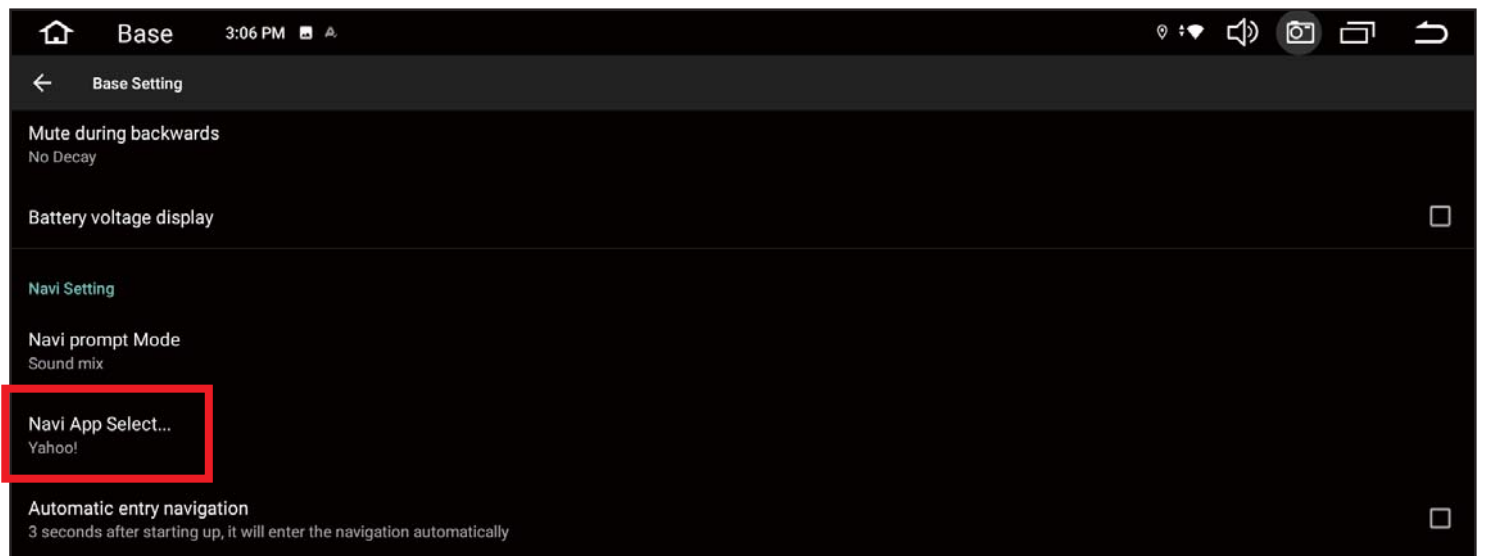 Base 3:06 PM
Base Setting
Mute during backwards
No Decay
Battery voltage display
Navi Setting
Navi prompt Mode
Sound mix
Navi App Select...
Yahoo!
Automatic entry navigation
3 seconds after starting up, it will enter the navigation automatically